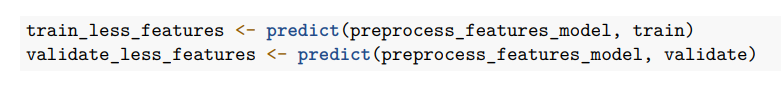 train_less_features <- predict(preprocess_features_model, train)
validate_less_features <- predict(preprocess_features_model, validate)